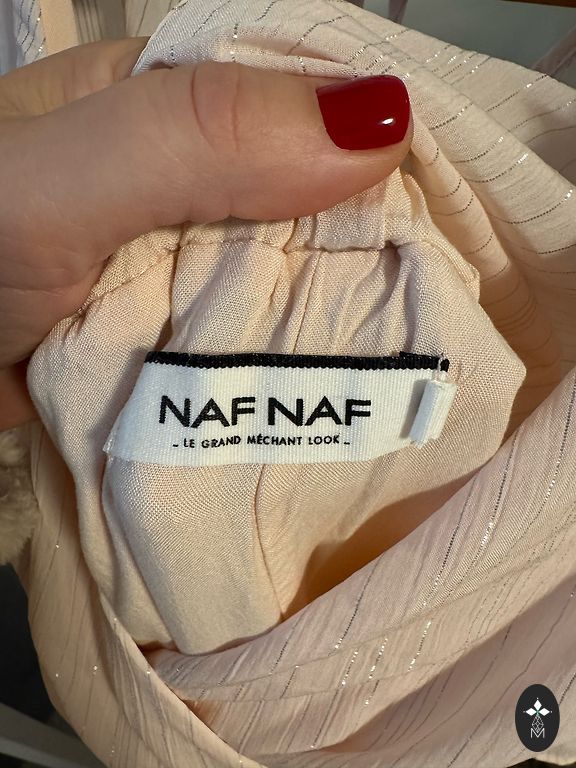 NAF NAF
_ LE GRAND MÉCHANT LOOK _
M